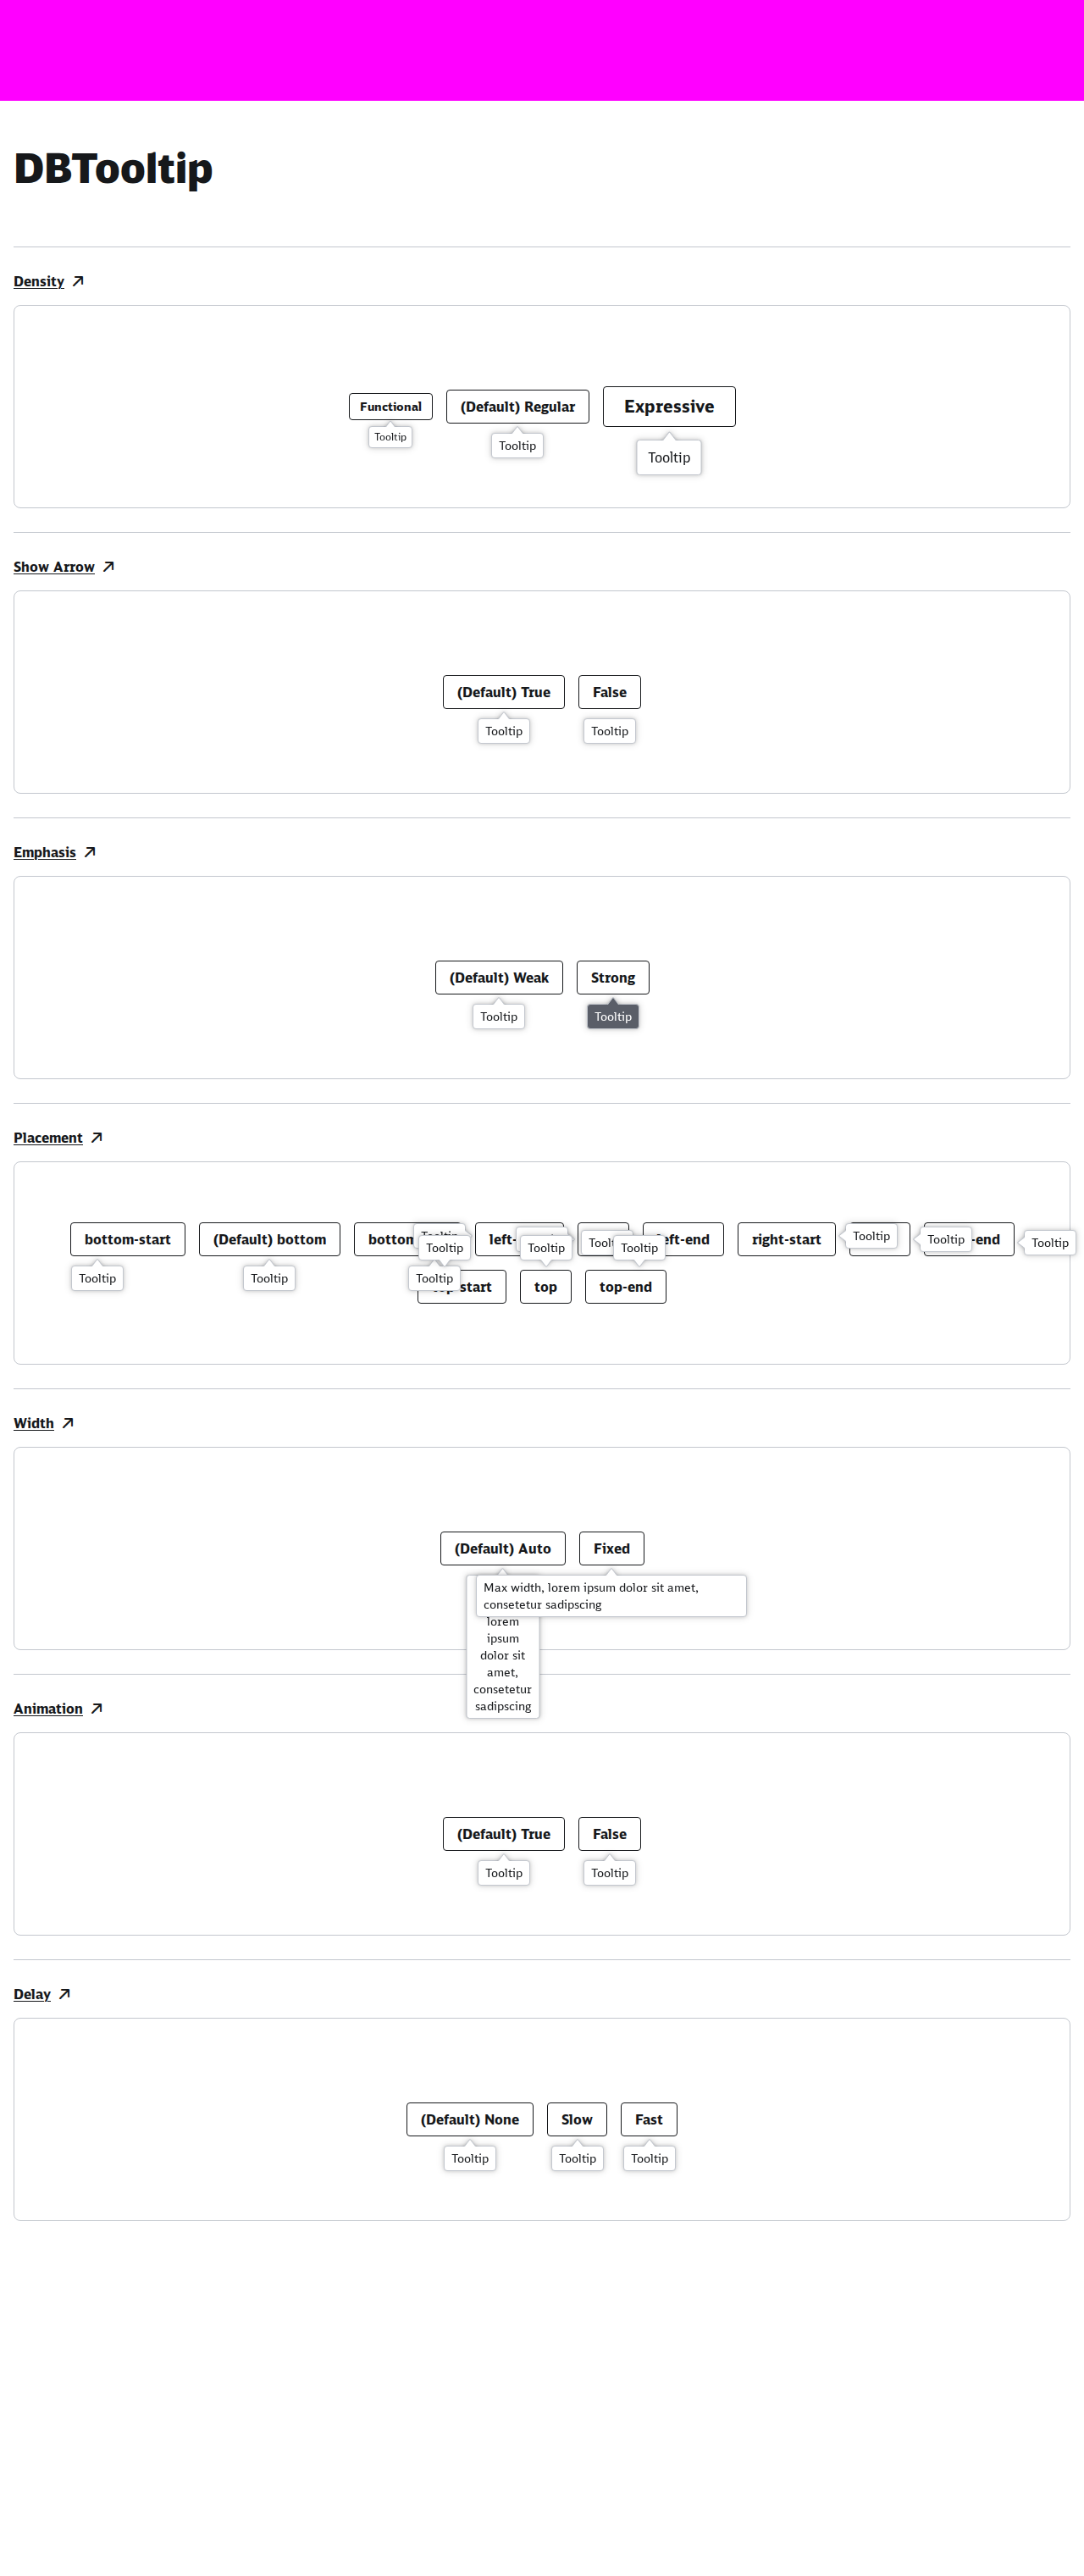 DBTooltip
Density
Functional (Default) Regular Expressive
Tooltip Tooltip Tooltip
Show Arrow
(Default) True False
Tooltip Tooltip
Emphasis
(Default) Weak Strong
Tooltip Tooltip
Placement
bottom-start (Default) bottom left-end right-start
Tooltip Tooltip Tooltip
Tooltip Tooltip Tooltip
Tooltip Tooltip Tooltip
top end
top-end
Width
(Default) Auto Fixed
Max width, lorem ipsum dolor sit amet,
consetetur sadipscing
lorem
ipsum
dolor sit
amet,
consetetur
sadipscing
Animation
(Default) True False
Tooltip Tooltip
Delay
(Default) None Slow Fast
Tooltip Tooltip Tooltip